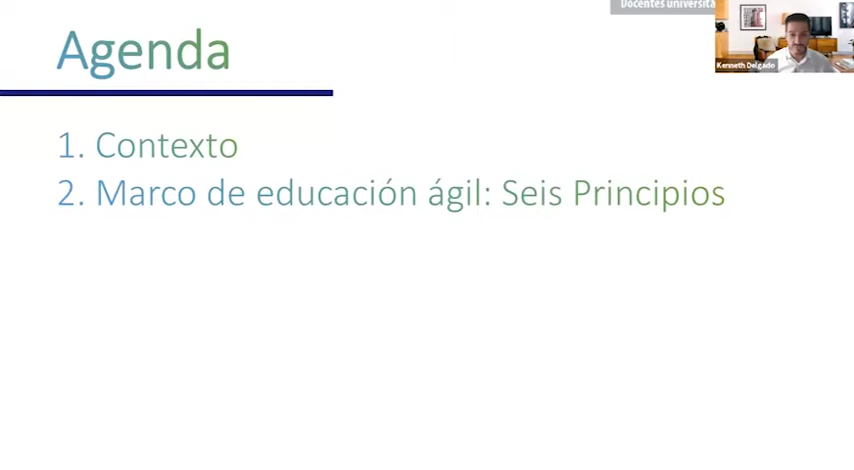 Docentes universita
Agenda
Kenneth Delgado
1. Contexto
2. Marco de educación ágil: Seis Principios